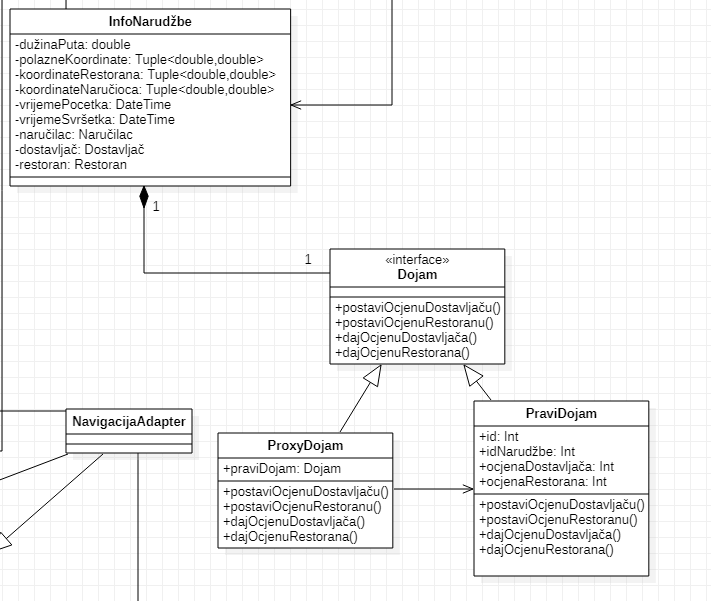 InfoNarudžbe
-dužinaPuta: double
-polazneKoordinate: Tuple<double,double>
-koordinateRestorana: Tuple<double,double>
-koordinateNaručioca: Tuple<double,double>
-vrijemePocetka: DateTime
-vrijemeSvršetka: DateTime
-naručilac: Naručilac
-dostavljač: Dostavljač
-restoran: Restoran
1
1
«interface»
Dojam
+postaviOcjenuDostavljaču()
+postaviOcjenuRestoranu()
+dajOcjenuDostavljača()
+dajOcjenuRestorana()
NavigacijaAdapter
ProxyDojam
+praviDojam: Dojam
+postaviOcjenuDostavljaču()
+postaviOcjenuRestoranu()
+dajOcjenuDostavljača()
+dajOcjenuRestorana()
PraviDojam
+id: Int
+idNarudžbe: Int
+ocjenaDostavljača: Int
+ocjenaRestorana: Int
+postaviOcjenuDostavljaču()
+postaviOcjenuRestoranu()
+dajOcjenuDostavljača()
+dajOcjenuRestorana()